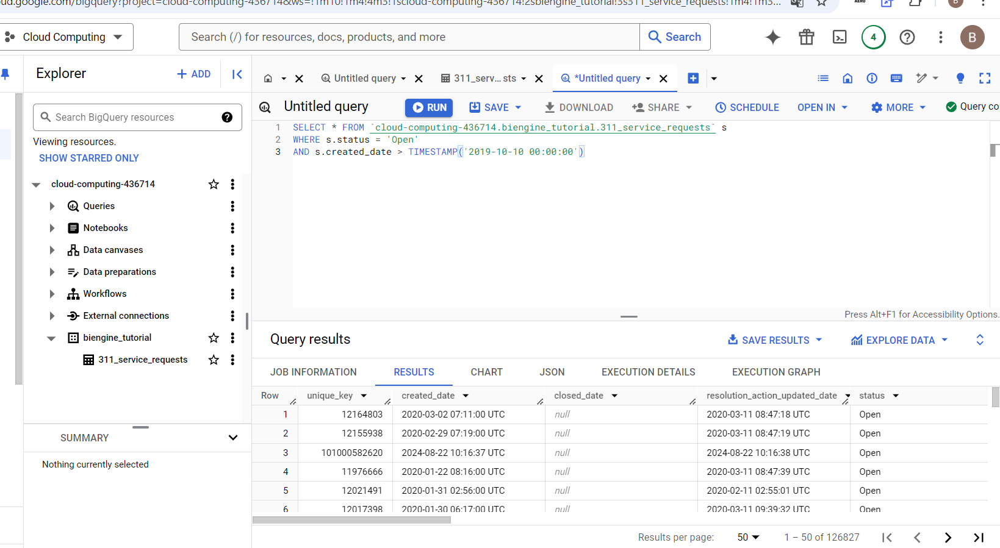 ud.google.com/bigquery?project=cloud-computing-436714&ws=!1m10!1m4!4m3!1scloud-computing-436714!2sbiengine_tutorial!3s311_service_requests!1m4!1m3...
AERO
B
Cloud Computing
Search (/) for resources, docs, products, and more
Search
4
B
Explorer
+ ADD
Untitled query
311_serv... sts
*Untitled query
Search BigQuery resources
Untitled query
RUN
SAVE
DOWNLOAD
SHARE
SCHEDULE
OPEN IN
MORE
Query co
Viewing resources.
SHOW STARRED ONLY
1 SELECT * FROM `cloud-computing-436714.biengine_tutorial.311_service_requests` s
2 WHERE s.status = 'Open'
3 AND s.created_date > TIMESTAMP('2019-10-10 00:00:00')
cloud-computing-436714
Queries
Notebooks
Data canvases
Data preparations
Workflows
External connections
biengine_tutorial
311_service_requests
Press Alt+F1 for Accessibility Options.
SUMMARY
Nothing currently selected
Query results
SAVE RESULTS
EXPLORE DATA
JOB INFORMATION
RESULTS
CHART
JSON
EXECUTION DETAILS
EXECUTION GRAPH
Row unique_key created_date closed_date resolution_action_updated_date status
1 12164803 2020-03-02 07:11:00 UTC null 2020-03-11 08:47:18 UTC Open
2 12155938 2020-02-29 07:19:00 UTC null 2020-03-11 08:47:19 UTC Open
3 101000582620 2024-08-22 10:16:37 UTC null 2024-08-22 10:16:38 UTC Open
4 11976666 2020-01-22 08:16:00 UTC null 2020-03-11 08:47:39 UTC Open
5 12021491 2020-01-31 02:56:00 UTC null 2020-02-11 02:55:01 UTC Open
6 12017398 2020-01-30 06:17:00 UTC null 2020-03-11 09:39:32 UTC Open
Results per page: 50 1 – 50 of 126827